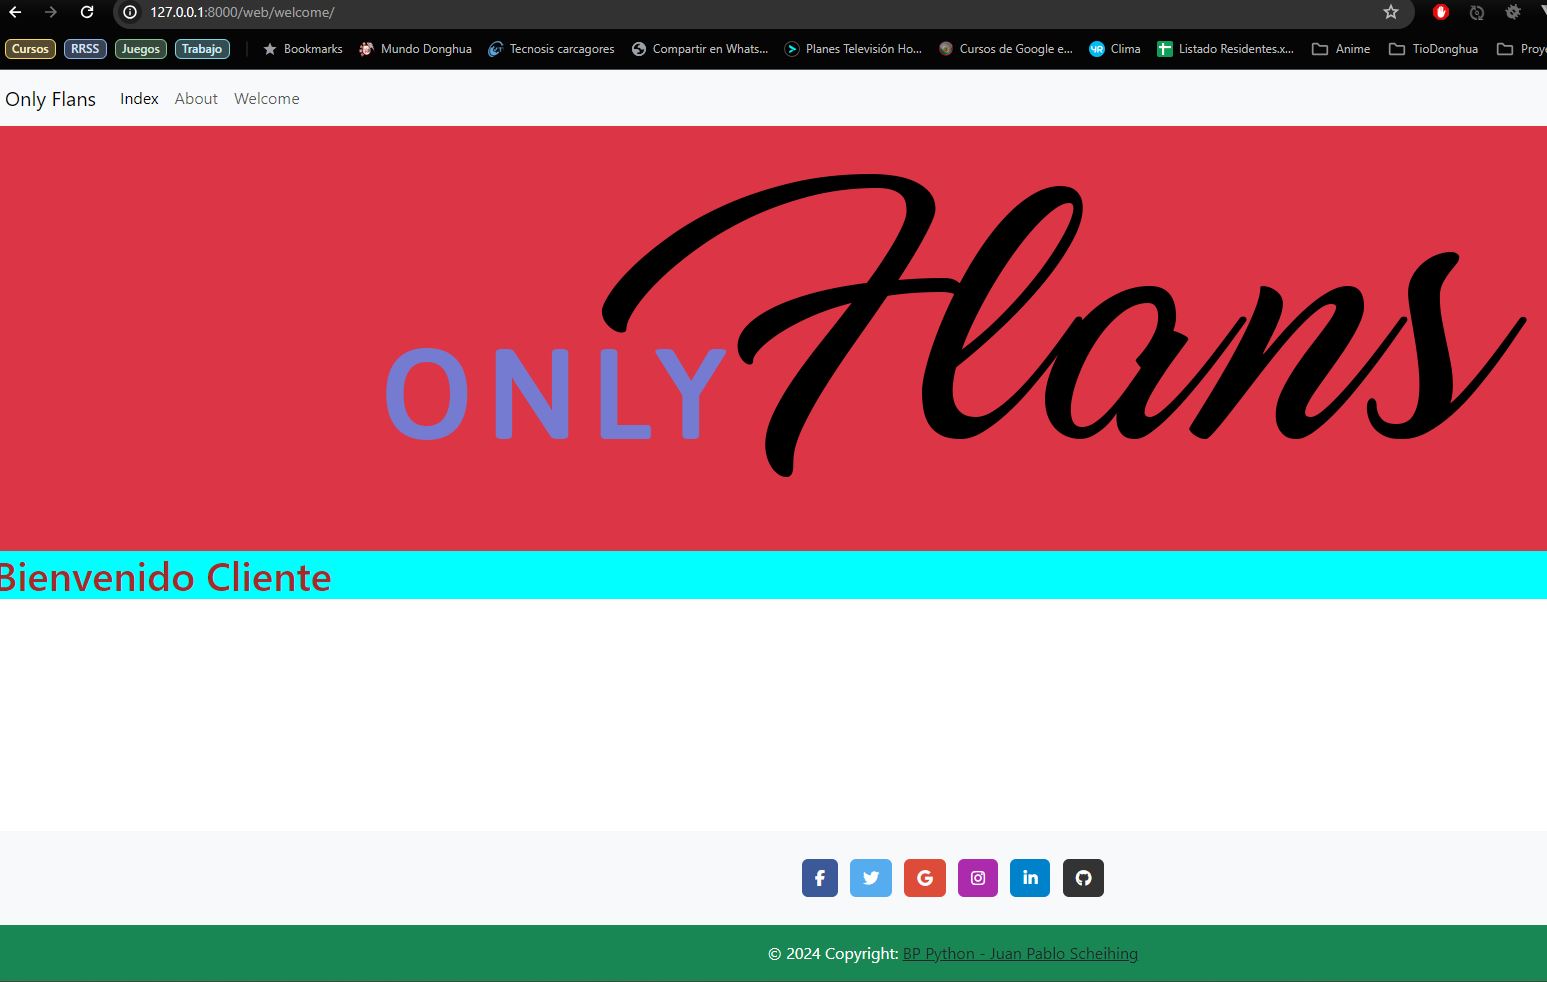 127.0.0.1:8000/web/welcome/
Cursos RRSS Juegos Trabajo Bookmarks Mundo Donghua Tecnosis carcagores Compartir en Whats... Planes Televisión Ho... Cursos de Google e... Clima Listado Residentes.x... Anime TioDonghua Proye
Only Flans Index About Welcome
ONLY Flans
Bienvenido Cliente
© 2024 Copyright: BP Python - Juan Pablo Scheihing